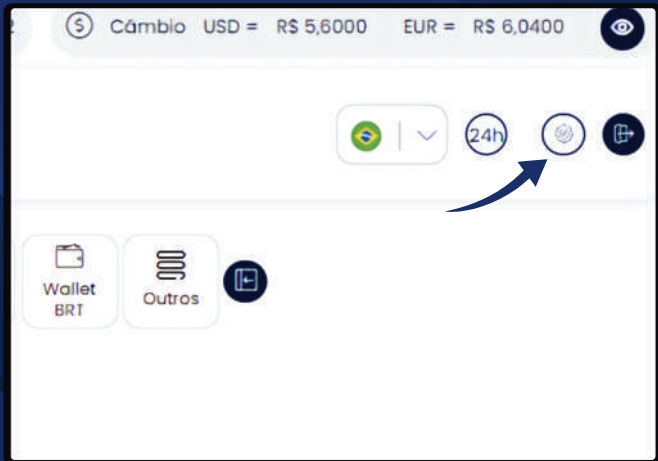 Câmbio USD = R$ 5,6000 EUR = R$ 6,0400
24h
Wallet
BRT
Outros